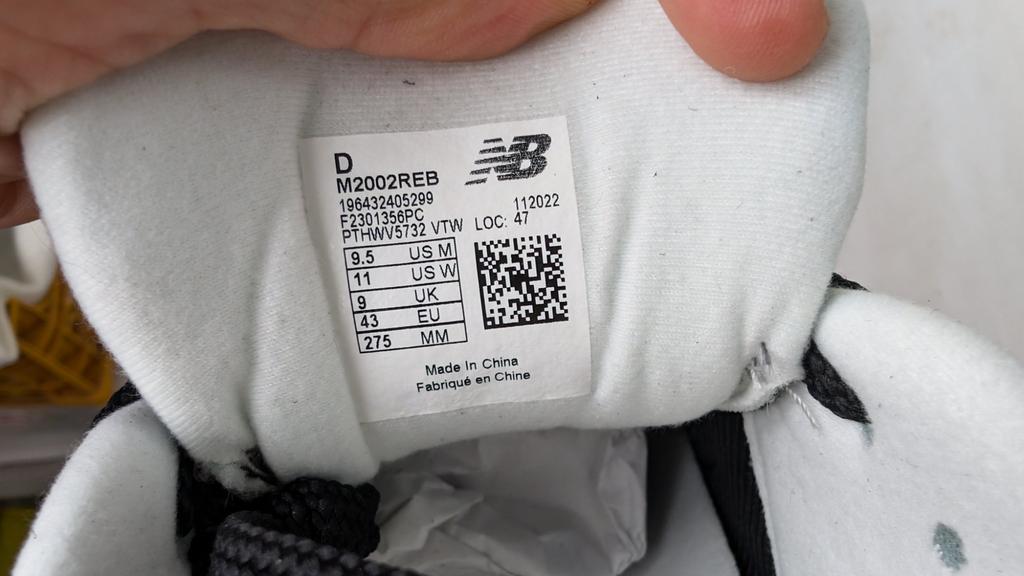 D
NB
M2002REB
196432405299
F2301356PC 112022
PTHWV5732 VTW LOC: 47
9.5 US M
11 US W
9 UK
43 EU
275 MM
Made In China
Fabriqué en Chine